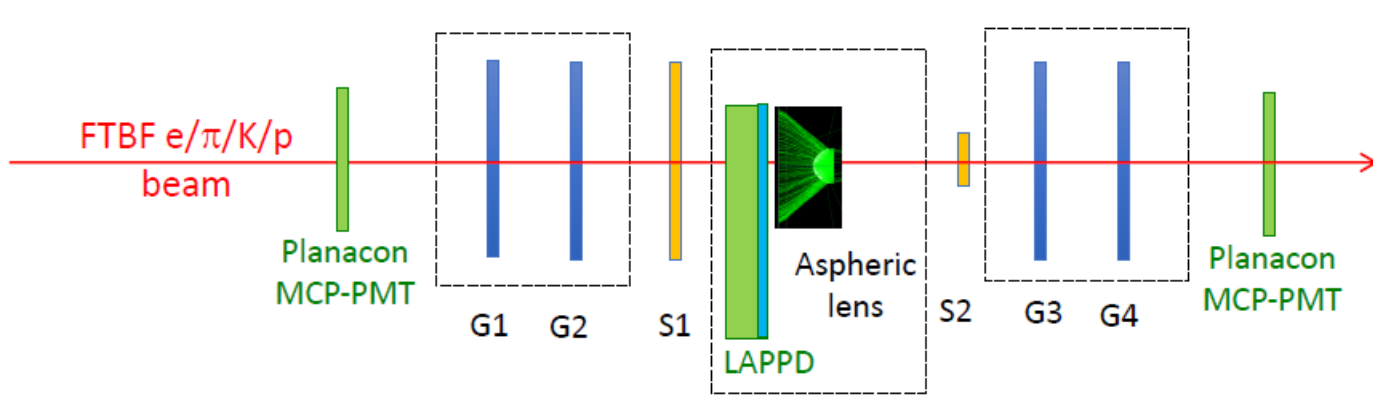 FTBF e/π/K/p
beam
Planacon
MCP-PMT
G1
G2
S1
LAPPD
Aspheric
lens
S2
G3
G4
Planacon
MCP-PMT